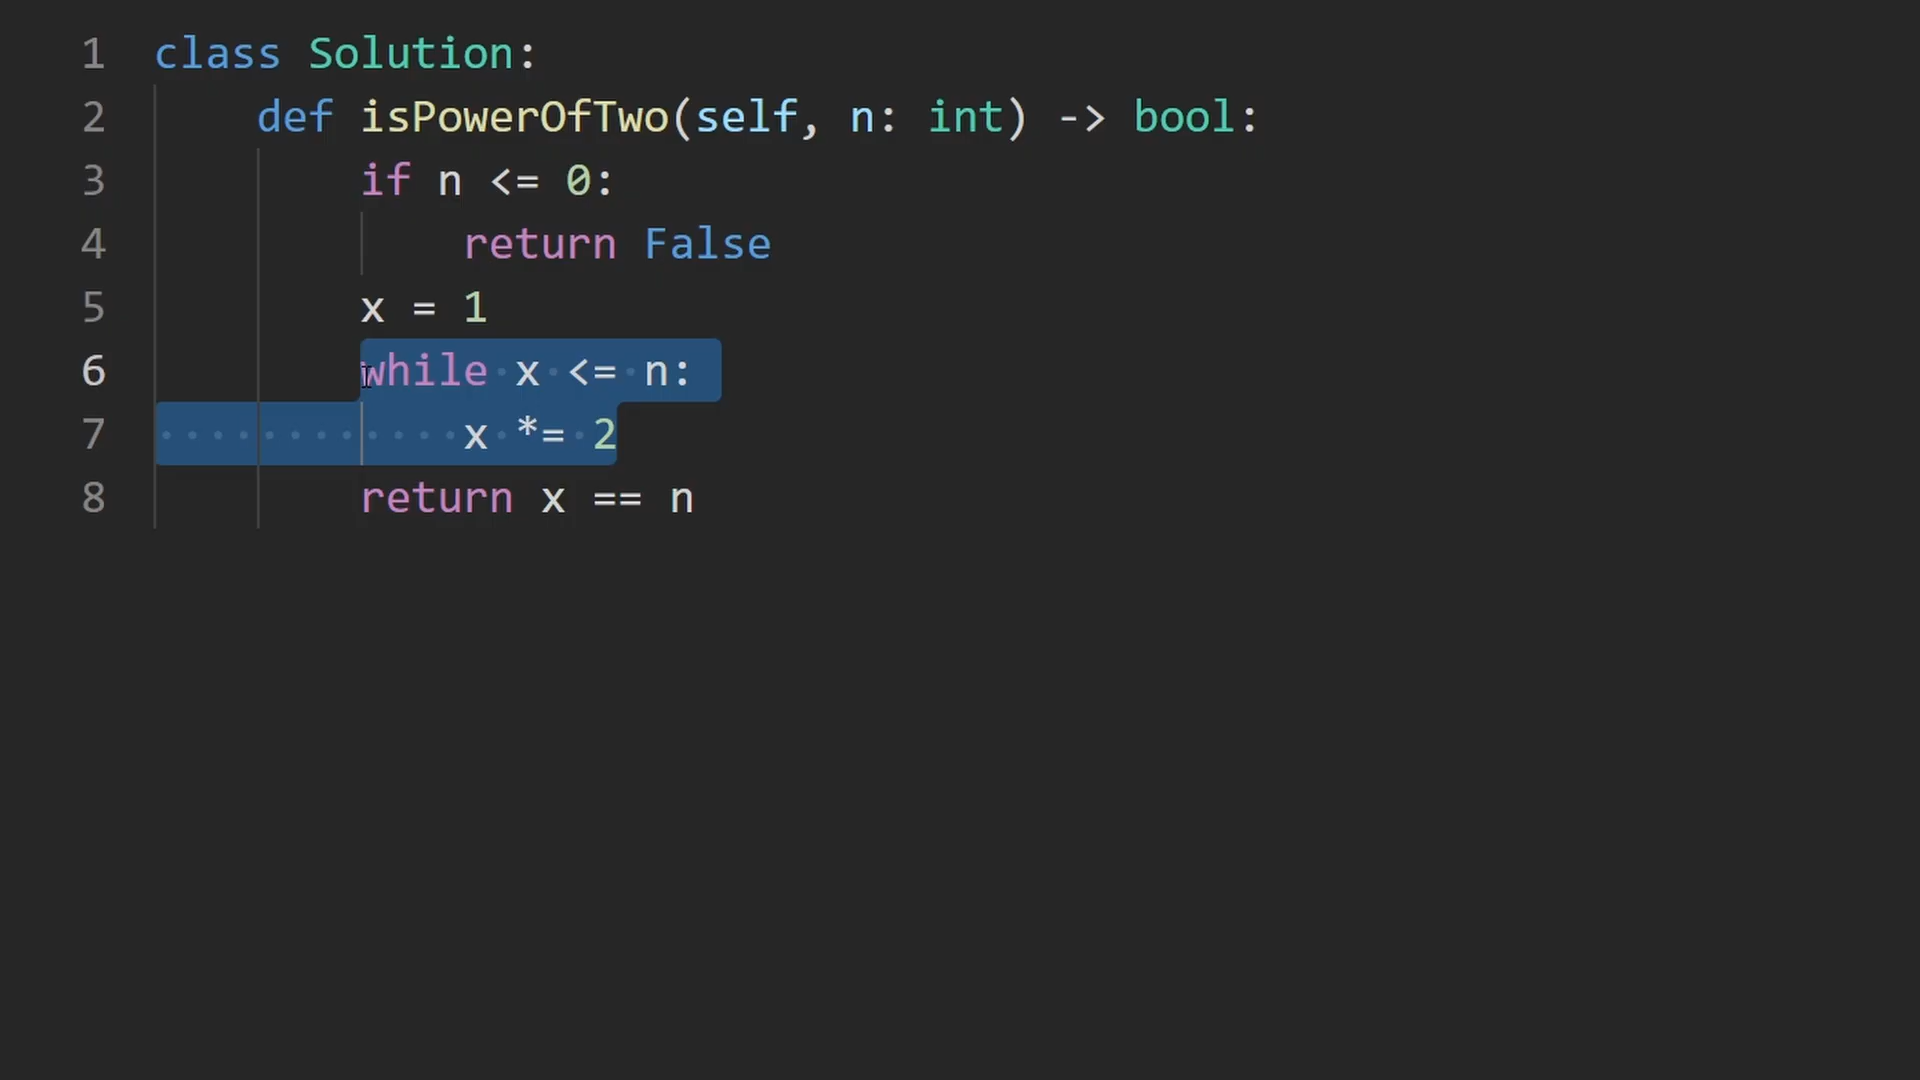 1 class Solution:
2 def isPowerOfTwo(self, n: int) -> bool:
3 if n <= 0:
4 return False
5 x = 1
6 while x <= n:
7 x *= 2
8 return x == n